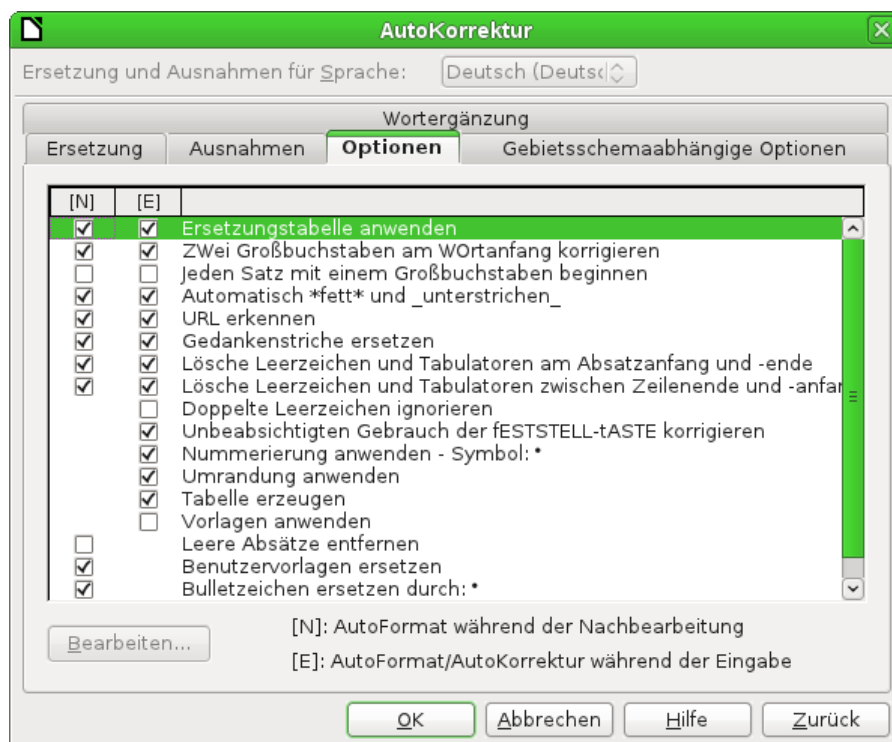 AutoKorrektur
Ersetzung und Ausnahmen für Sprache: Deutsch (Deutsc
Wortergänzung
Ersetzung Ausnahmen Optionen Gebietsschemaabhängige Optionen
[N] [E]
Ersetzungstabelle anwenden
ZWei Großbuchstaben am WOrtanfang korrigieren
Jeden Satz mit einem Großbuchstaben beginnen
Automatisch *fett* und _unterstrichen_
URL erkennen
Gedankenstriche ersetzen
Lösche Leerzeichen und Tabulatoren am Absatzanfang und -ende
Lösche Leerzeichen und Tabulatoren zwischen Zeilenende und -anfan
Doppelte Leerzeichen ignorieren
Unbeabsichtigten Gebrauch der fESTSTELL-tASTE korrigieren
Nummerierung anwenden - Symbol: •
Umrandung anwenden
Tabelle erzeugen
Vorlagen anwenden
Leere Absätze entfernen
Benutzervorlagen ersetzen
Bulletzeichen ersetzen durch: •
[N]: AutoFormat während der Nachbearbeitung
Bearbeiten...
[E]: AutoFormat/AutoKorrektur während der Eingabe
OK Abbrechen Hilfe Zurück